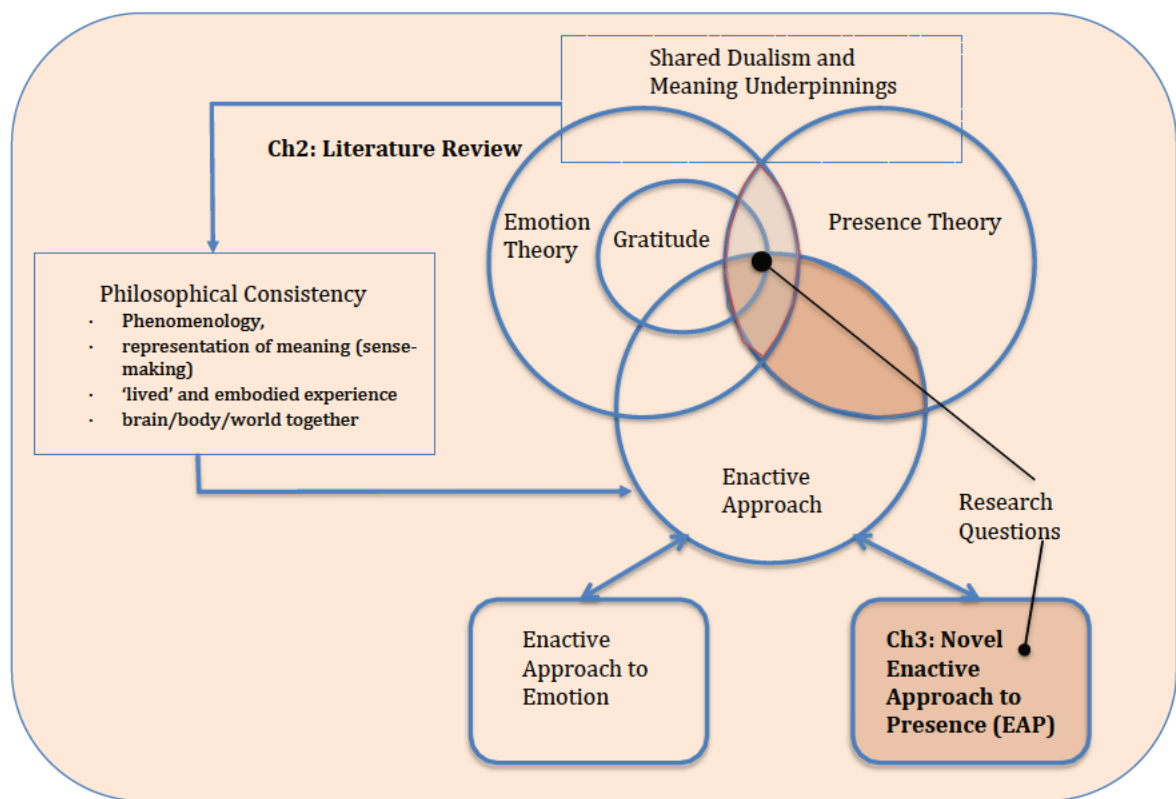 Shared Dualism and
Meaning Underpinnings
Ch2: Literature Review
Emotion
Theory
Gratitude
Presence Theory
Philosophical Consistency
· Phenomenology,
· representation of meaning (sense-
making)
· ‘lived’ and embodied experience
· brain/body/world together
Enactive
Approach
Research
Questions
Enactive
Approach to
Emotion
Ch3: Novel
Enactive
Approach to
Presence (EAP)